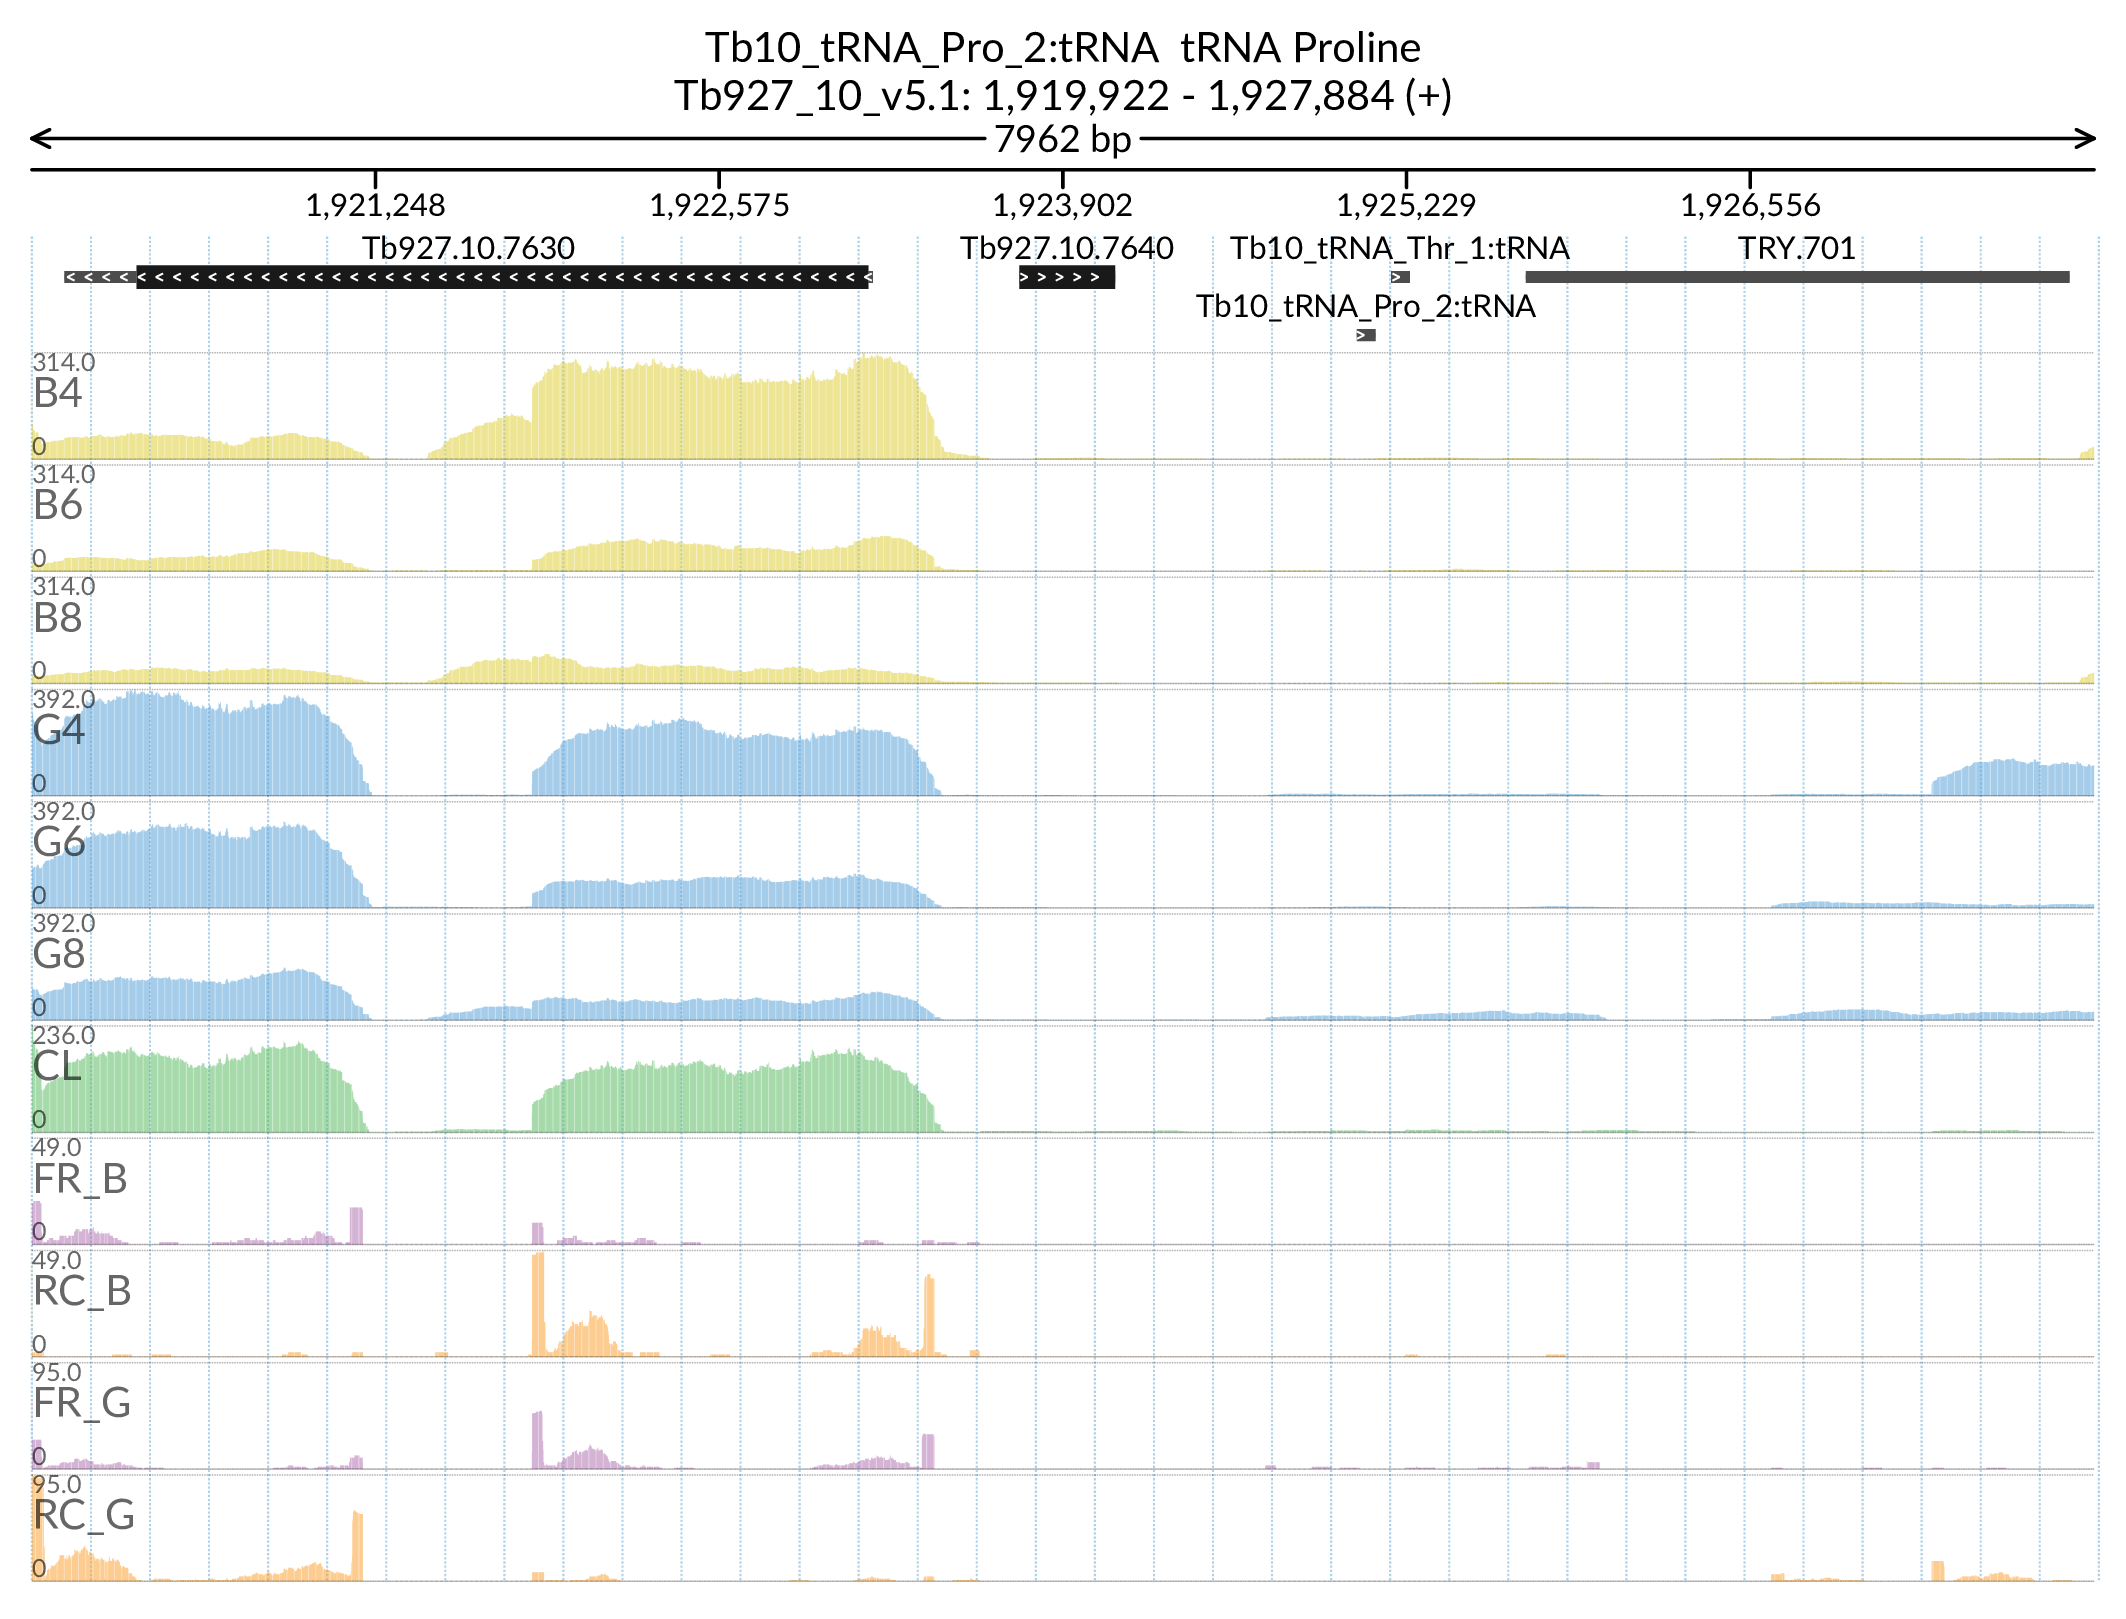 Tb10_tRNA_Pro_2:tRNA  tRNA Proline
Tb927_10_v5.1: 1,919,922 - 1,927,884 (+)
7962 bp
1,921,248 1,922,575 1,923,902 1,925,229 1,926,556
Tb927.10.7630 Tb927.10.7640 Tb10_tRNA_Thr_1:tRNA TRY.701
Tb10_tRNA_Pro_2:tRNA
314.0
B4
0
314.0
B6
0
314.0
B8
0
392.0
G4
0
392.0
G6
0
392.0
G8
0
236.0
CL
0
49.0
FR_B
0
49.0
RC_B
0
95.0
FR_G
0
95.0
RC_G
0